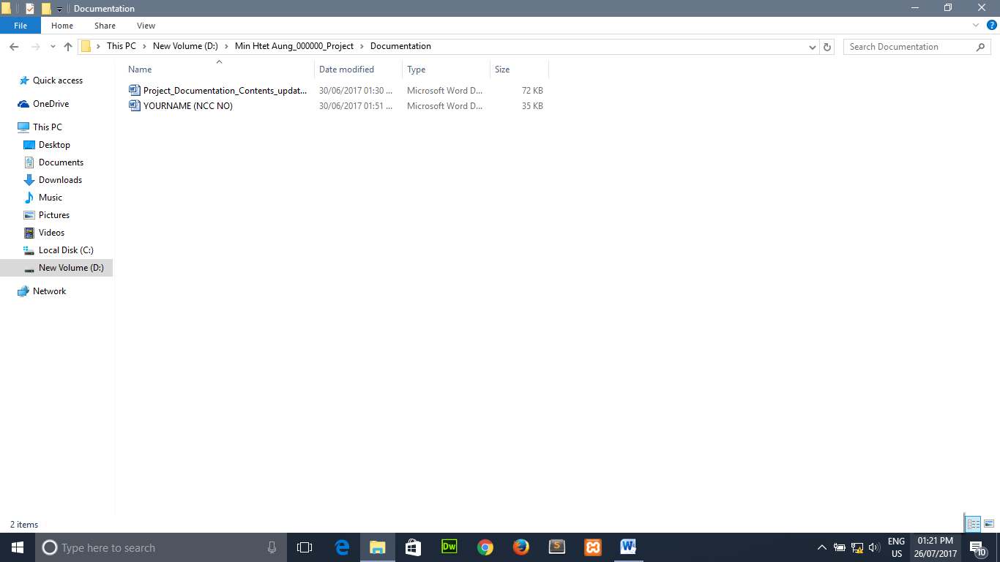 Documentation
File Home Share View
This PC New Volume (D:) Min Htet Aung_000000_Project Documentation
Search Documentation
Name Date modified Type Size
Quick access
OneDrive
This PC
Desktop
Documents
Downloads
Music
Pictures
Videos
Local Disk (C:)
New Volume (D:)
Network
Project_Documentation_Contents_updat... 30/06/2017 01:30 ... Microsoft Word D... 72 KB
YOURNAME (NCC NO) 30/06/2017 01:51 ... Microsoft Word D... 35 KB
2 items
Type here to search
Dw
S
W
ENG
US
01:21 PM
26/07/2017
10